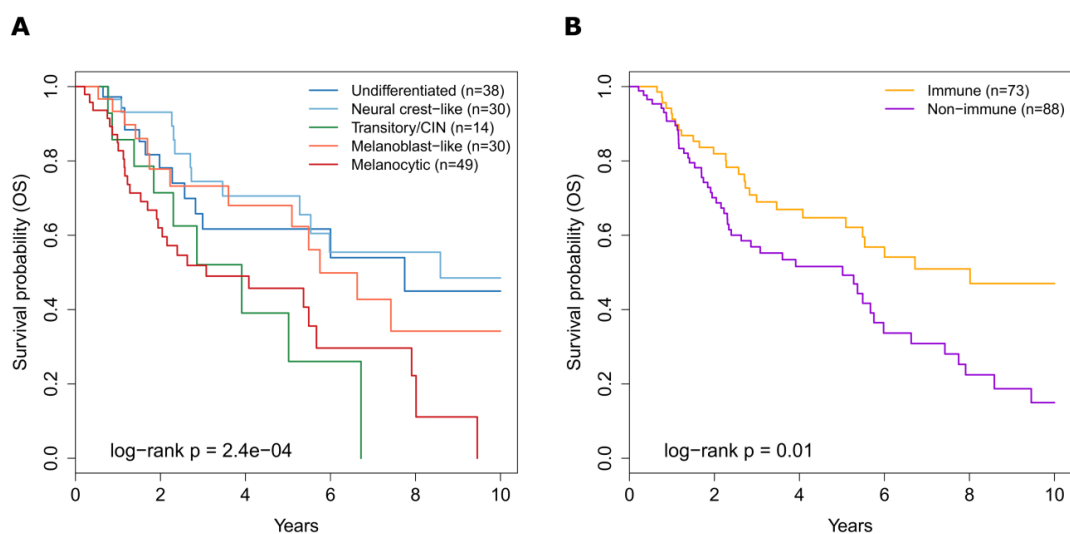 A
Undifferentiated (n=38)
Neural crest−like (n=30)
Transitory/CIN (n=14)
Melanoblast−like (n=30)
Melanocytic (n=49)
Survival probability (OS)
1.0
0.8
0.6
0.4
0.2
0.0
log−rank p = 2.4e−04
0 2 4 6 8 10
Years
B
Immune (n=73)
Non−immune (n=88)
Survival probability (OS)
1.0
0.8
0.6
0.4
0.2
0.0
log−rank p = 0.01
0 2 4 6 8 10
Years